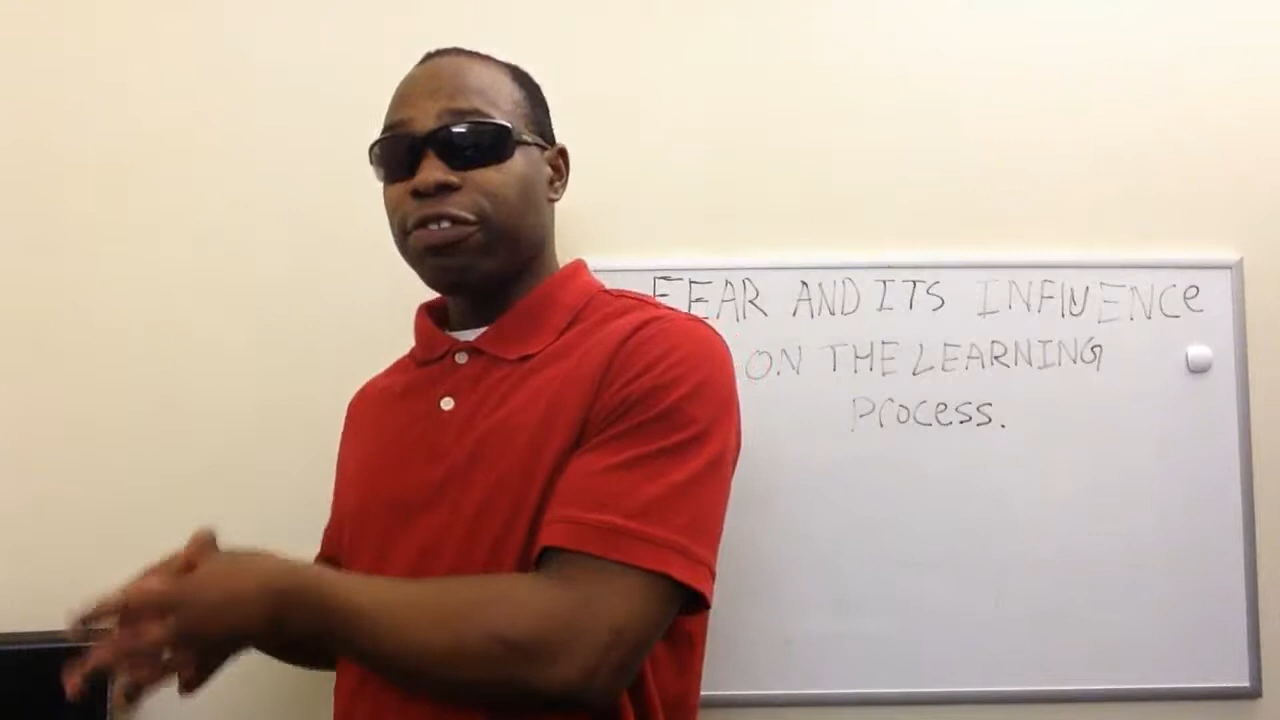 FEAR AND ITS INFLUENCE
ON THE LEARNING
Process.